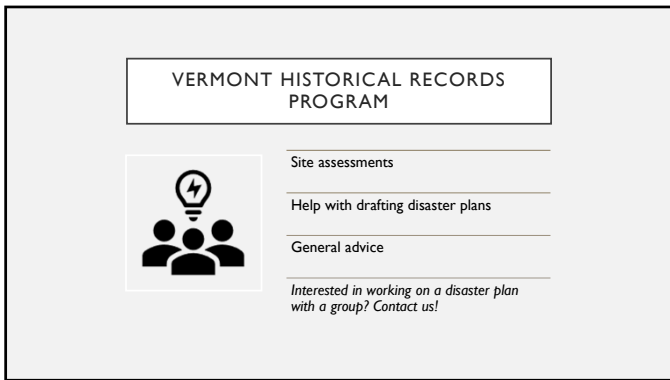 VERMONT HISTORICAL RECORDS
PROGRAM
Site assessments
Help with drafting disaster plans
General advice
Interested in working on a disaster plan
with a group? Contact us!